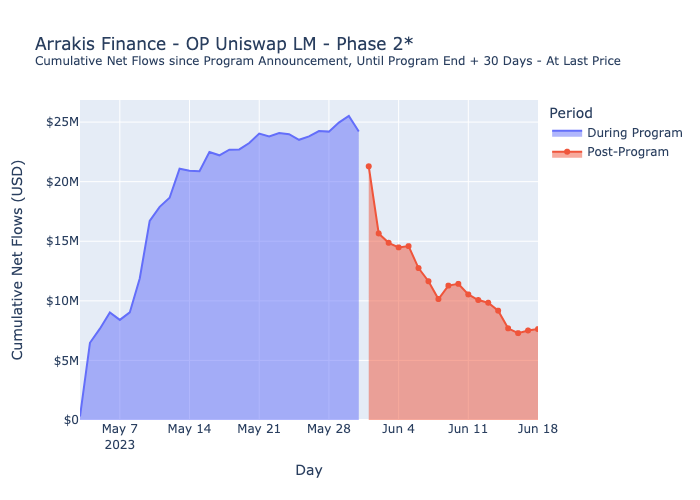 Arrakis Finance - OP Uniswap LM - Phase 2*
Cumulative Net Flows since Program Announcement, Until Program End + 30 Days - At Last Price
Period
During Program
Post-Program
Cumulative Net Flows (USD)
$25M
$20M
$15M
$10M
$5M
$0
May 7
2023
May 14
May 21
May 28
Jun 4
Jun 11
Jun 18
Day